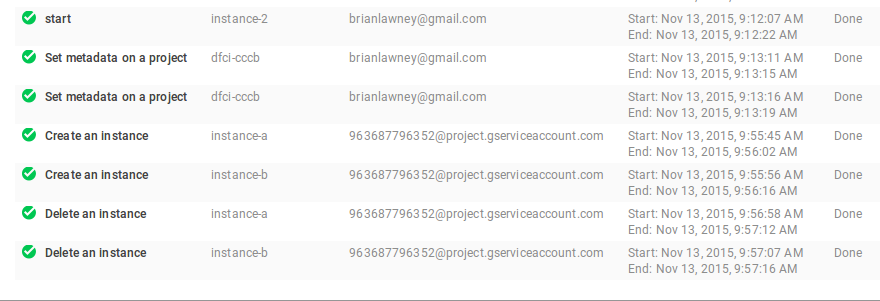 start instance-2 brianlawney@gmail.com Start: Nov 13, 2015, 9:12:07 AM Done
End: Nov 13, 2015, 9:12:22 AM
Set metadata on a project dfci-cccb brianlawney@gmail.com Start: Nov 13, 2015, 9:13:11 AM Done
End: Nov 13, 2015, 9:13:15 AM
Set metadata on a project dfci-cccb brianlawney@gmail.com Start: Nov 13, 2015, 9:13:16 AM Done
End: Nov 13, 2015, 9:13:19 AM
Create an instance instance-a 963687796352@project.gserviceaccount.com Start: Nov 13, 2015, 9:55:45 AM Done
End: Nov 13, 2015, 9:56:02 AM
Create an instance instance-b 963687796352@project.gserviceaccount.com Start: Nov 13, 2015, 9:55:56 AM Done
End: Nov 13, 2015, 9:56:16 AM
Delete an instance instance-a 963687796352@project.gserviceaccount.com Start: Nov 13, 2015, 9:56:58 AM Done
End: Nov 13, 2015, 9:57:12 AM
Delete an instance instance-b 963687796352@project.gserviceaccount.com Start: Nov 13, 2015, 9:57:07 AM Done
End: Nov 13, 2015, 9:57:16 AM